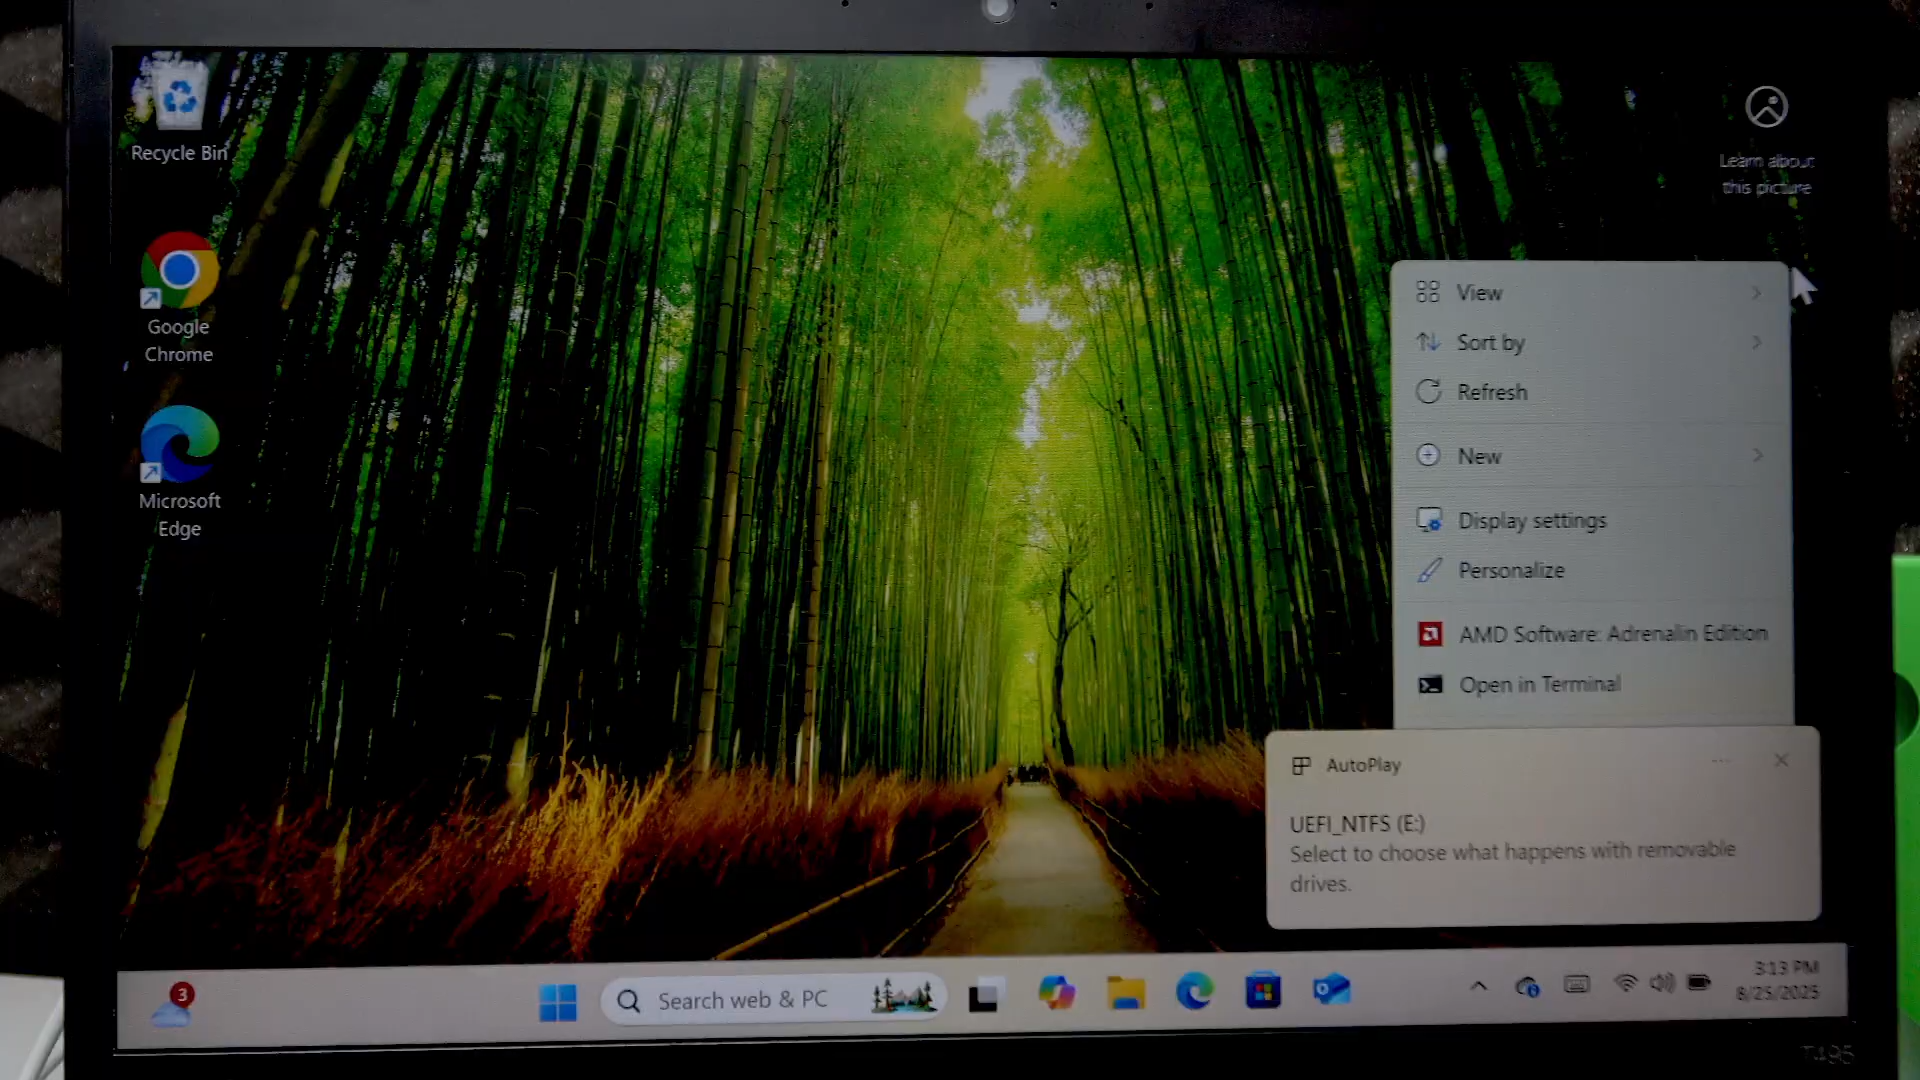 Recycle Bin
Google
Chrome
Microsoft
Edge
Learn about
this picture
View
Sort by
Refresh
New
Display settings
Personalize
AMD Software: Adrenalin Edition
Open in Terminal
AutoPlay
UEFI_NTFS (E:)
Select to choose what happens with removable
drives.
3
Search web & PC
3:13 PM
8/25/2025
T495